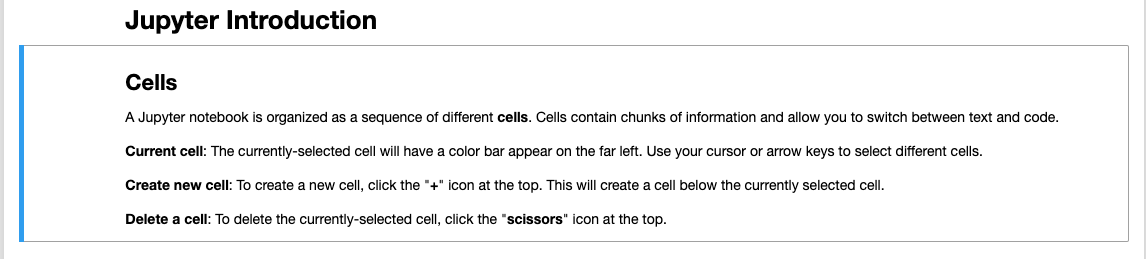 Jupyter Introduction
Cells
A Jupyter notebook is organized as a sequence of different cells. Cells contain chunks of information and allow you to switch between text and code.
Current cell: The currently-selected cell will have a color bar appear on the far left. Use your cursor or arrow keys to select different cells.
Create new cell: To create a new cell, click the "+" icon at the top. This will create a cell below the currently selected cell.
Delete a cell: To delete the currently-selected cell, click the "scissors" icon at the top.